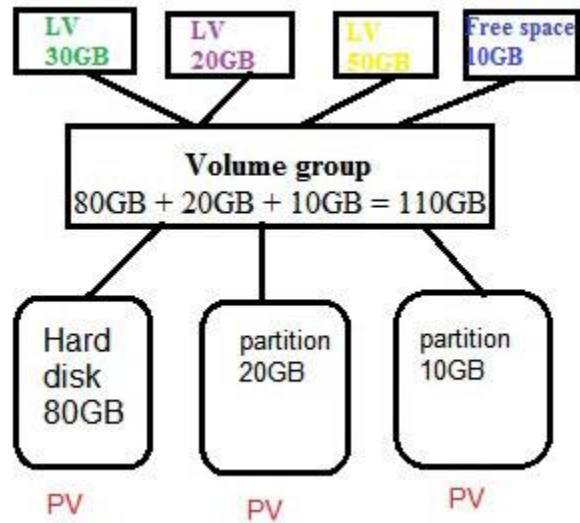 LV
30GB
LV
20GB
LV
50GB
Free space
10GB
Volume group
80GB + 20GB + 10GB = 110GB
Hard
disk
80GB
partition
20GB
partition
10GB
PV
PV
PV